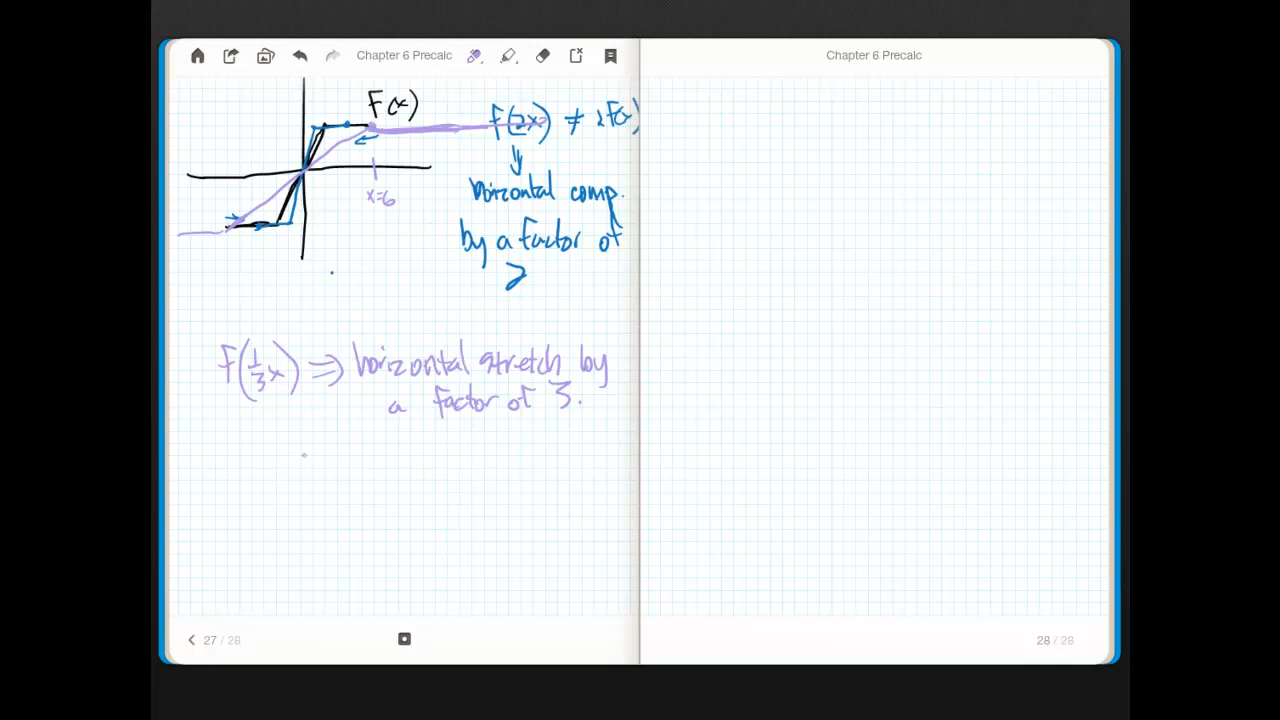 Chapter 6 Precalc
Chapter 6 Precalc
F(x)
f(2x) ≠ 2f(x)
x=6
horizontal comp.
by a factor of
2
f(1/3 x) ⇒ horizontal stretch by
a factor of 3.
27 / 28
28 / 28